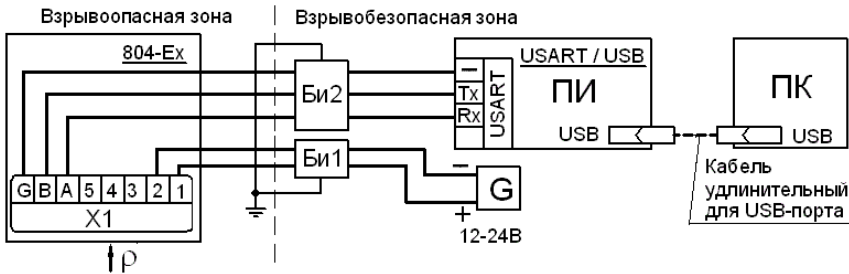 Взрывоопасная зона
Взрывобезопасная зона
804-Ex
USART / USB
Би2
–
Tx
Rx
USART
ПИ
USB
ПК
USB
Би1
–
+
G
12-24В
G B A 5 4 3 2 1
X1
ρ
Кабель
удлинительный
для USB-порта